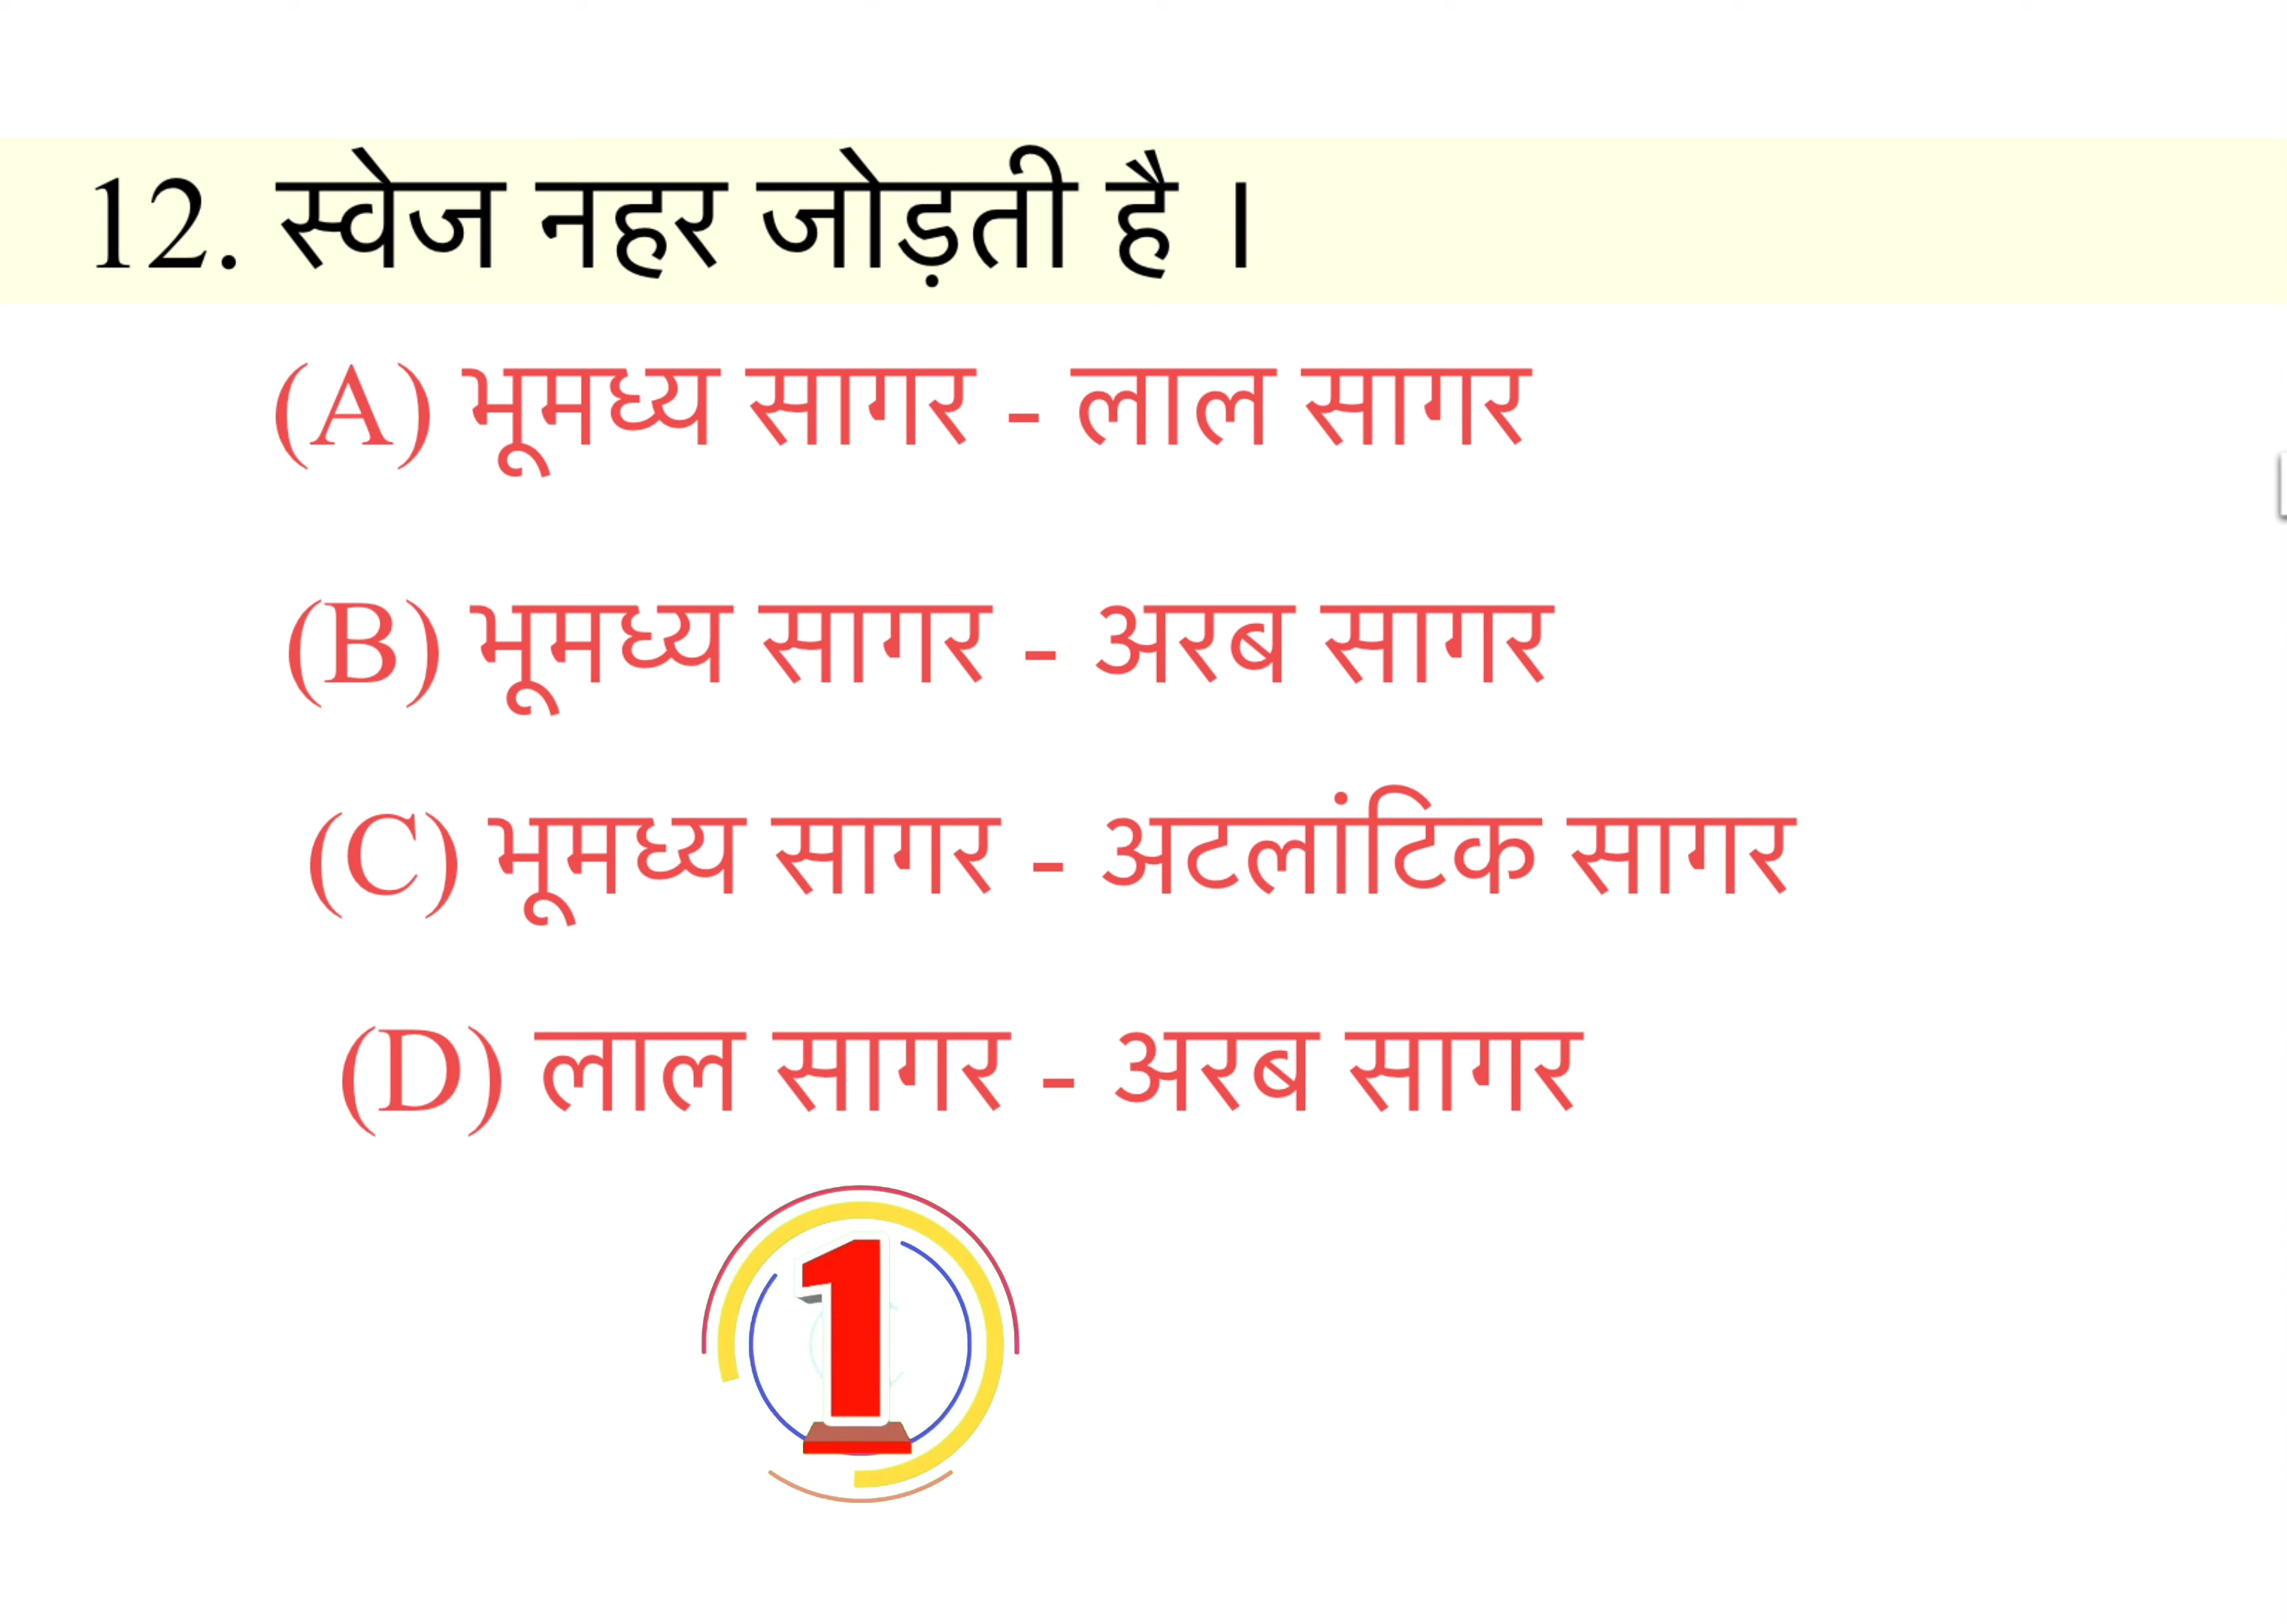 12. स्वेज नहर जोड़ती है ।
(A) भूमध्य सागर - लाल सागर
(B) भूमध्य सागर - अरब सागर
(C) भूमध्य सागर - अटलांटिक सागर
(D) लाल सागर - अरब सागर
1